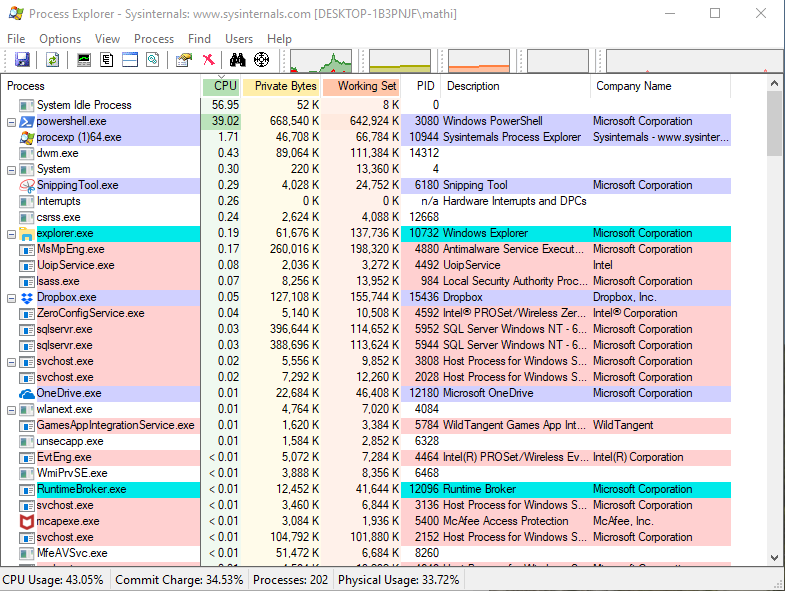 Process Explorer - Sysinternals: www.sysinternals.com [DESKTOP-1B3PNJF\mathi]
File Options View Process Find Users Help
Process CPU Private Bytes Working Set PID Description Company Name
System Idle Process 56.95 52 K 8 K 0
powershell.exe 39.02 668,540 K 642,924 K 3080 Windows PowerShell Microsoft Corporation
procexp (1)64.exe 1.71 46,708 K 66,784 K 10944 Sysinternals Process Explorer Sysinternals - www.sysinter...
dwm.exe 0.43 89,064 K 111,384 K 14312
System 0.30 220 K 13,360 K 4
SnippingTool.exe 0.29 4,028 K 24,752 K 6180 Snipping Tool Microsoft Corporation
Interrupts 0.26 0 K 0 K n/a Hardware Interrupts and DPCs
csrss.exe 0.24 2,624 K 4,088 K 12668
explorer.exe 0.19 61,676 K 137,736 K 10732 Windows Explorer Microsoft Corporation
MsMpEng.exe 0.17 260,016 K 198,320 K 4880 Antimalware Service Execut... Microsoft Corporation
UoipService.exe 0.08 2,036 K 3,272 K 4492 UoipService Intel
lsass.exe 0.07 8,256 K 13,952 K 984 Local Security Authority Proc... Microsoft Corporation
Dropbox.exe 0.05 127,108 K 155,744 K 15436 Dropbox Dropbox, Inc.
ZeroConfigService.exe 0.04 5,140 K 10,508 K 4592 Intel® PROSet/Wireless Zer... Intel® Corporation
sqlservr.exe 0.03 396,644 K 114,652 K 5952 SQL Server Windows NT - 6... Microsoft Corporation
sqlservr.exe 0.03 388,696 K 113,624 K 5944 SQL Server Windows NT - 6... Microsoft Corporation
svchost.exe 0.02 5,556 K 9,852 K 3808 Host Process for Windows S... Microsoft Corporation
svchost.exe 0.02 7,292 K 12,260 K 2028 Host Process for Windows S... Microsoft Corporation
OneDrive.exe 0.01 22,684 K 46,408 K 12180 Microsoft OneDrive Microsoft Corporation
wlanext.exe 0.01 4,764 K 7,020 K 4084
GamesAppIntegrationService.exe 0.01 1,620 K 3,384 K 5784 WildTangent Games App Int... WildTangent
unsecapp.exe 0.01 1,584 K 2,852 K 6328
EvtEng.exe < 0.01 5,072 K 7,284 K 4464 Intel(R) PROSet/Wireless Ev... Intel(R) Corporation
WmiPrvSE.exe < 0.01 3,888 K 8,356 K 6468
RuntimeBroker.exe < 0.01 12,452 K 41,644 K 12096 Runtime Broker Microsoft Corporation
svchost.exe < 0.01 3,460 K 6,844 K 3136 Host Process for Windows S... Microsoft Corporation
mcapexe.exe < 0.01 3,084 K 1,936 K 5400 McAfee Access Protection McAfee, Inc.
svchost.exe < 0.01 104,792 K 101,880 K 2152 Host Process for Windows S... Microsoft Corporation
MfeAVSvc.exe < 0.01 51,472 K 6,684 K 8260
CPU Usage: 43.05% Commit Charge: 34.53% Processes: 202 Physical Usage: 33.72%